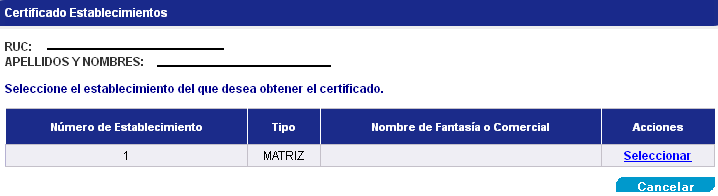 Certificado Establecimientos
RUC:
APELLIDOS Y NOMBRES:
Seleccione el establecimiento del que desea obtener el certificado.
Número de Establecimiento Tipo Nombre de Fantasía o Comercial Acciones
1 MATRIZ Seleccionar
Cancelar